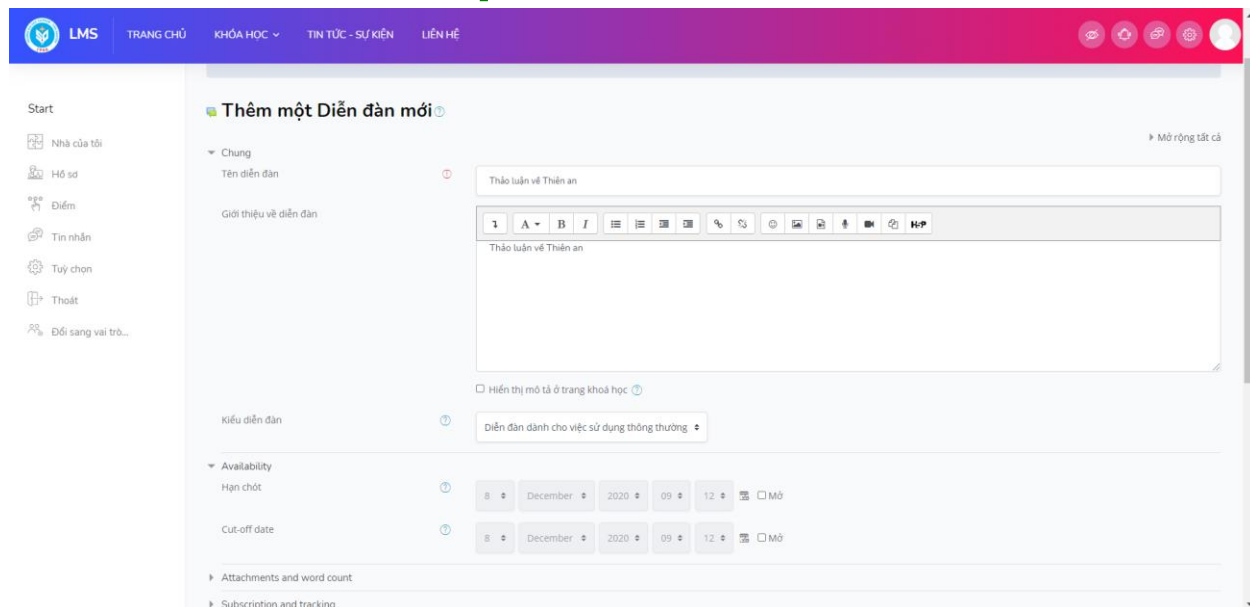 LMS
TRANG CHỦ
KHÓA HỌC
TIN TỨC - SỰ KIỆN
LIÊN HỆ
Start
Nhà của tôi
Hồ sơ
Điểm
Tin nhắn
Tuỳ chọn
Thoát
Đổi sang vai trò...
Thêm một Diễn đàn mới
Mở rộng tất cả
Chung
Tên diễn đàn
Thảo luận về Thiên an
Giới thiệu về diễn đàn
A B I H-P
Thảo luận về Thiên an
Hiển thị mô tả ở trang khoá học
Kiểu diễn đàn
Diễn đàn dành cho việc sử dụng thông thường
Availability
Hạn chót
8 December 2020 09 12 Mở
Cut-off date
8 December 2020 09 12 Mở
Attachments and word count
Subscription and tracking